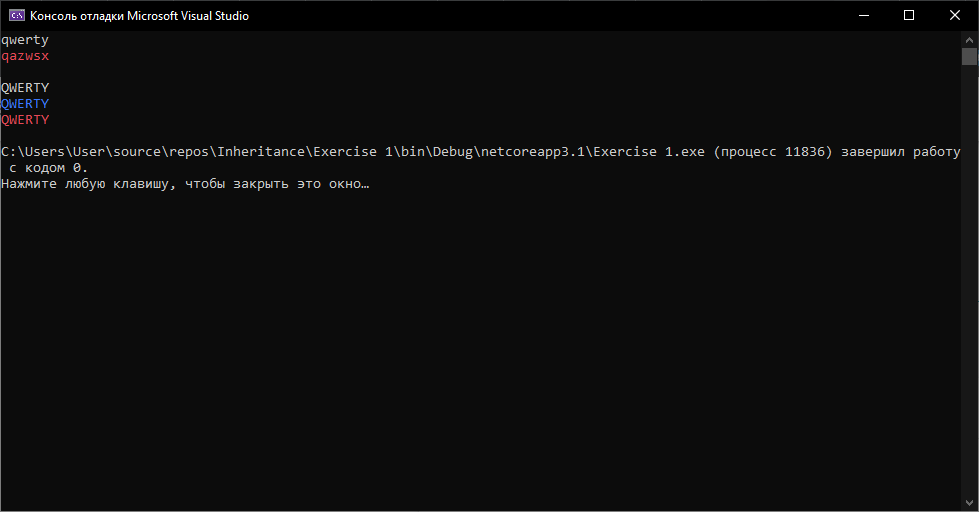 Консоль отладки Microsoft Visual Studio
qwerty
qazwsx
QWERTY
QWERTY
QWERTY
C:\Users\User\source\repos\Inheritance\Exercise 1\bin\Debug\netcoreapp3.1\Exercise 1.exe (процесс 11836) завершил работу
с кодом 0.
Нажмите любую клавишу, чтобы закрыть это окно…